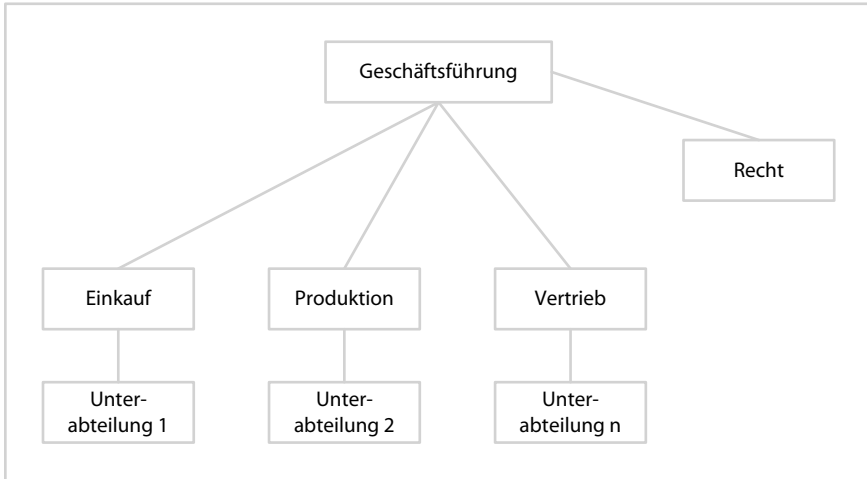 Geschäftsführung
Recht
Einkauf
Produktion
Vertrieb
Unter-
abteilung 1
Unter-
abteilung 2
Unter-
abteilung n